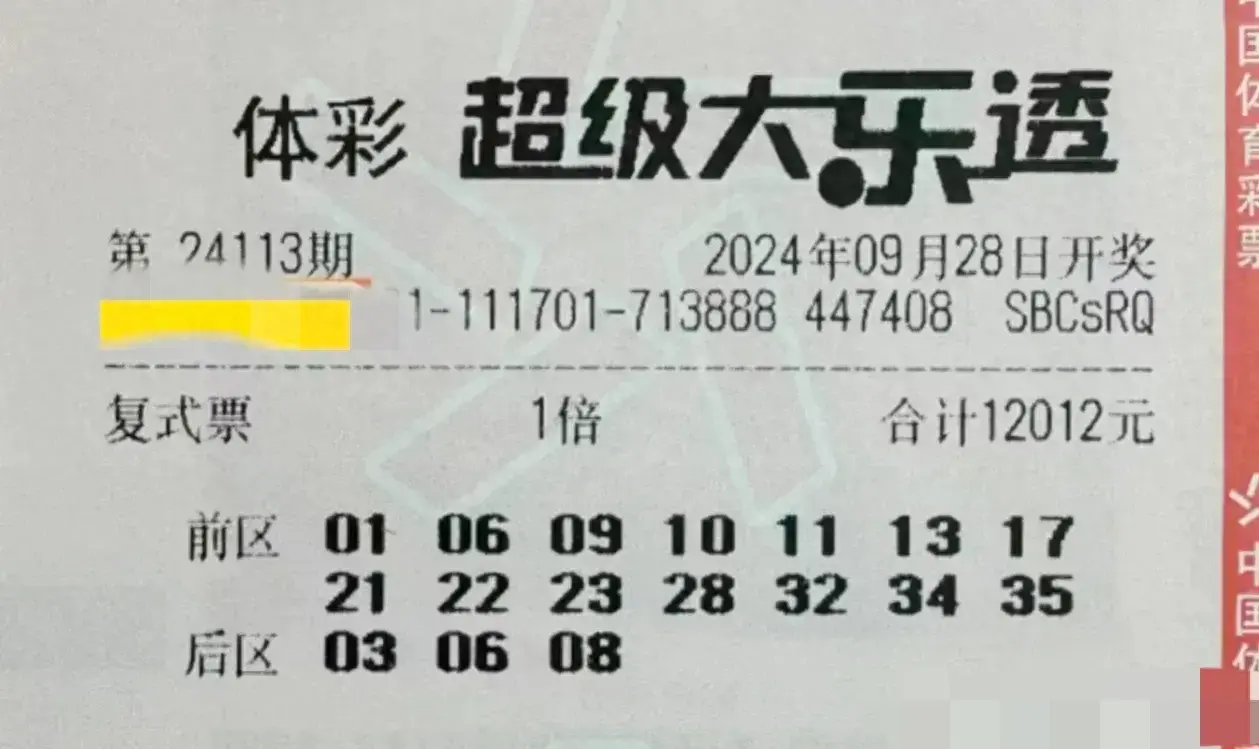 体彩 超级大乐透
第 24113期 2024年09月28日开奖
1-111701-713888 447408 SBCsRQ
复式票 1倍 合计12012元
前区 01 06 09 10 11 13 17
21 22 23 28 32 34 35
后区 03 06 08
中国体育彩票
中国体